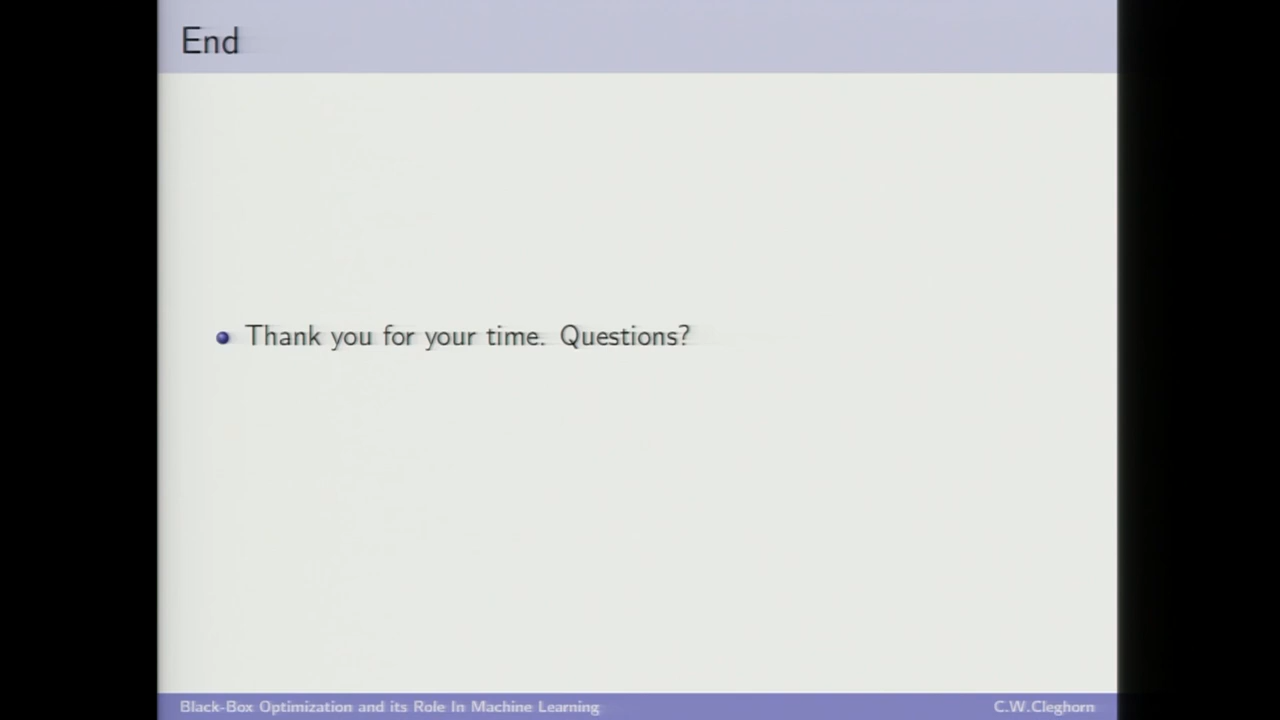 End
Thank you for your time. Questions?
Black-Box Optimization and its Role In Machine Learning
C.W.Cleghorn